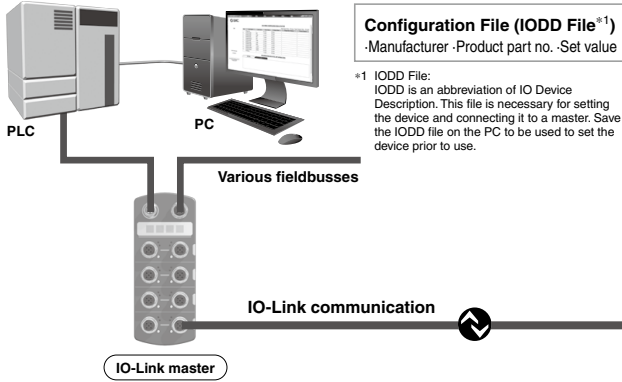 Configuration File (IODD File*1)
·Manufacturer ·Product part no. ·Set value
*1 IODD File:
IODD is an abbreviation of IO Device
Description. This file is necessary for setting
the device and connecting it to a master. Save
the IODD file on the PC to be used to set the
device prior to use.
PLC
PC
Various fieldbusses
IO-Link communication
IO-Link master